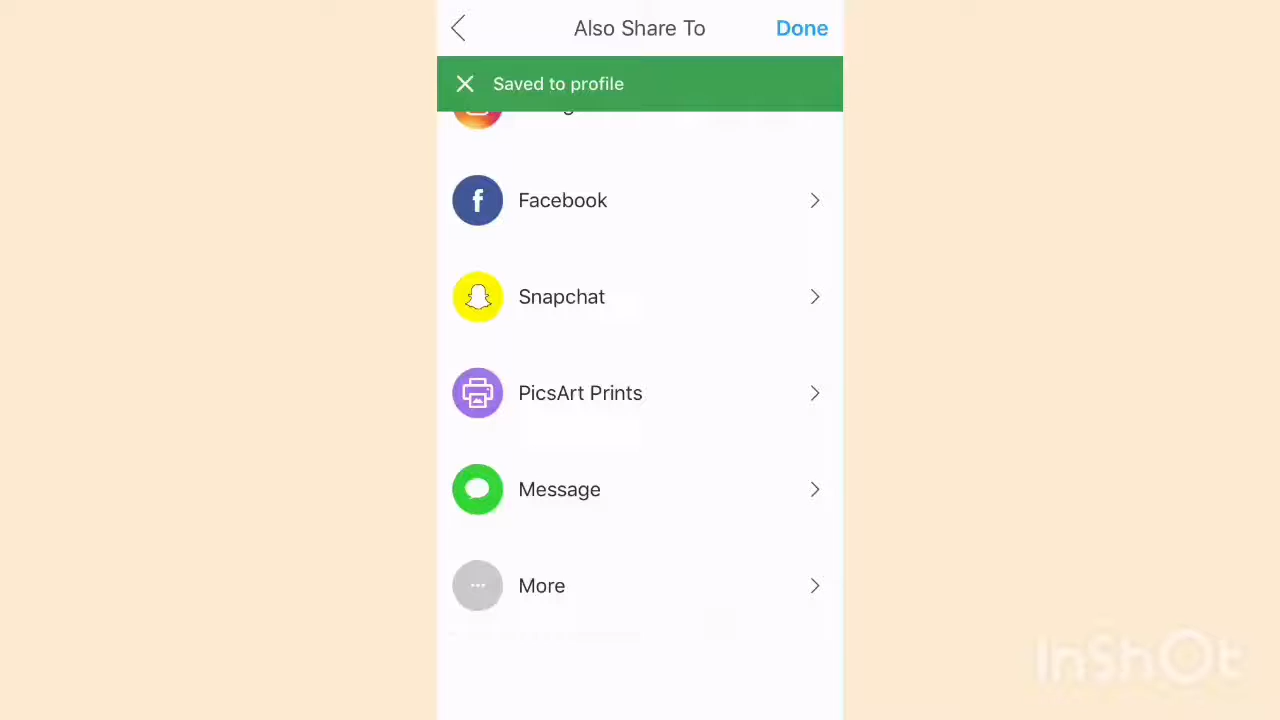 Also Share To
Done
Saved to profile
Facebook
Snapchat
PicsArt Prints
Message
More
InShOt